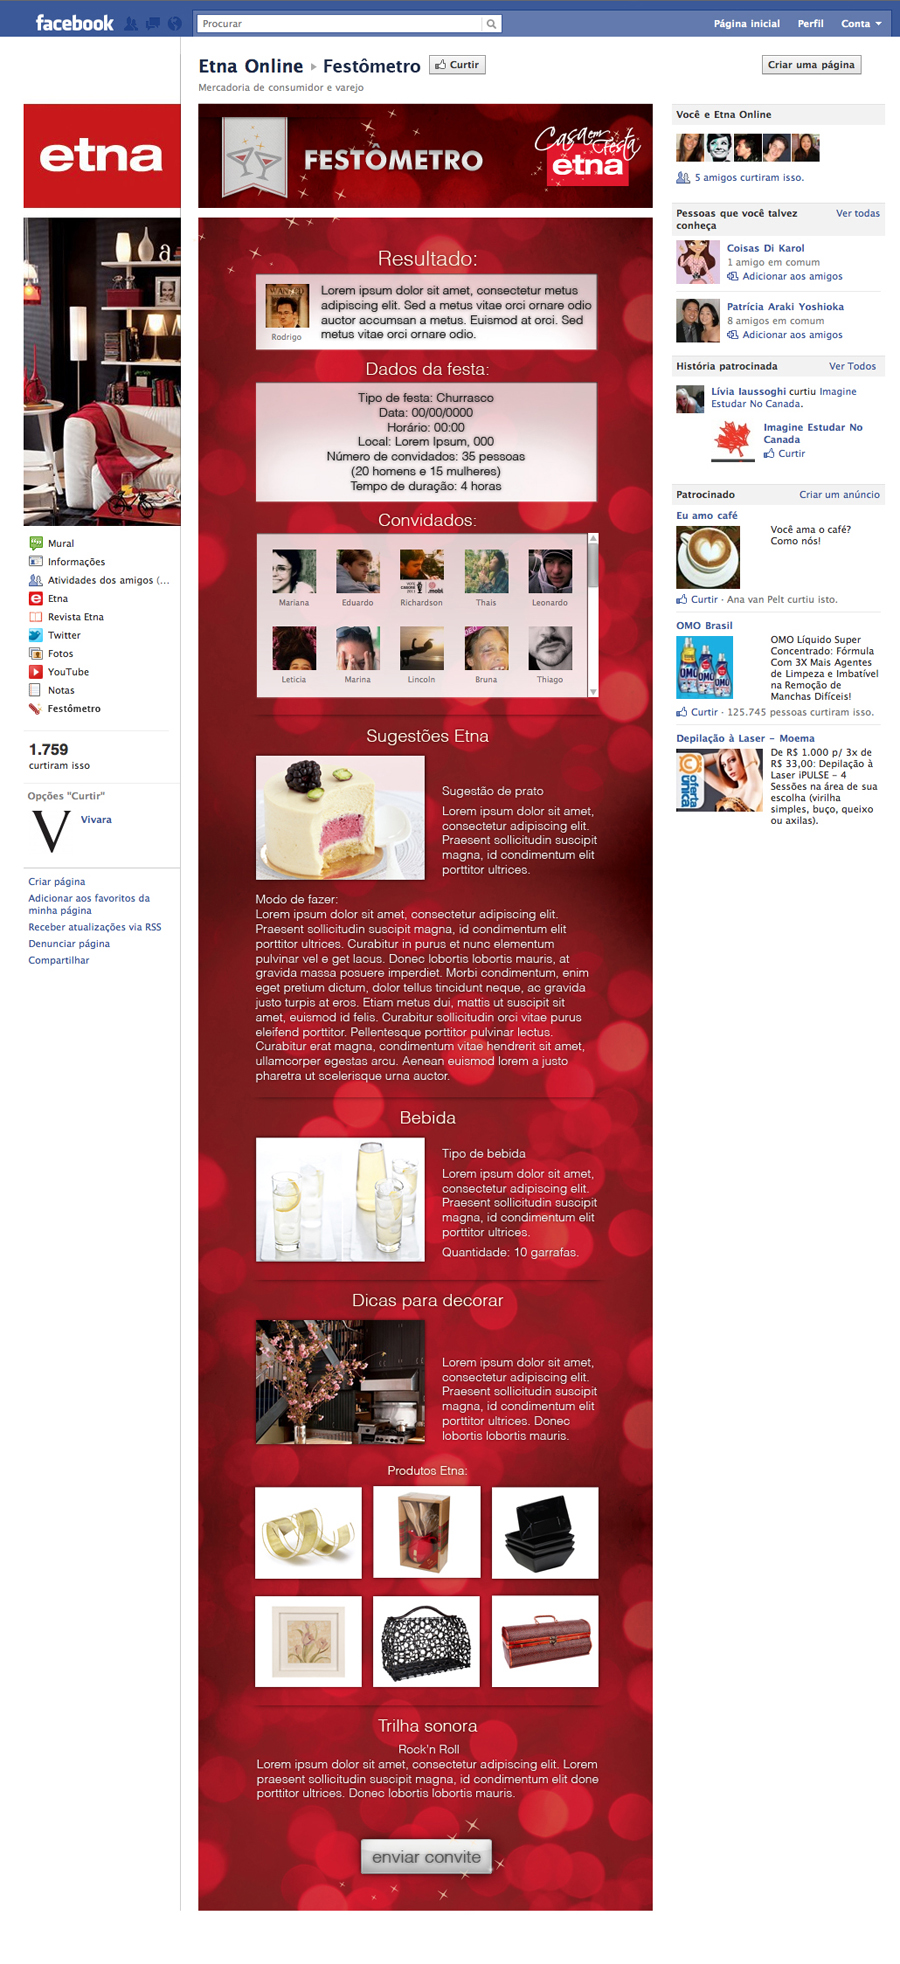 facebook
Procurar
Página inicial
Perfil
Conta
Etna Online
Festômetro
Curtir
Criar uma página
Mercadoria de consumidor e varejo
etna
FESTÔMETRO
Casa em
Festa
etna
Mural
Informações
Atividades dos amigos (...
Etna
Revista Etna
Twitter
Fotos
YouTube
Notas
Festômetro
1.759
curtiram isso
Opções "Curtir"
V
Vivara
Criar página
Adicionar aos favoritos da
minha página
Receber atualizações via RSS
Denunciar página
Compartilhar
Resultado:
Lorem ipsum dolor sit amet, consectetur metus
adipiscing elit. Sed a metus vitae orci ornare odio
auctor accumsan a metus. Euismod at orci. Sed
metus vitae orci ornare odio.
Rodrigo
Dados da festa:
Tipo de festa: Churrasco
Data: 00/00/0000
Horário: 00:00
Local: Lorem Ipsum, 000
Número de convidados: 35 pessoas
(20 homens e 15 mulheres)
Tempo de duração: 4 horas
Convidados:
Mariana
Eduardo
Richardson
Thais
Leonardo
Leticia
Marina
Lincoln
Bruna
Thiago
Sugestões Etna
Sugestão de prato
Lorem ipsum dolor sit amet,
consectetur adipiscing elit.
Praesent sollicitudin suscipit
magna, id condimentum elit
porttitor ultrices.
Modo de fazer:
Lorem ipsum dolor sit amet, consectetur adipiscing elit.
Praesent sollicitudin suscipit magna, id condimentum elit
porttitor ultrices. Curabitur in purus et nunc elementum
pulvinar vel e get lacus. Donec lobortis lobortis mauris, at
gravida massa posuere imperdiet. Morbi condimentum, enim
eget pretium dictum, dolor tellus tincidunt neque, ac gravida
justo turpis at eros. Etiam metus dui, mattis ut suscipit sit
amet, euismod id felis. Curabitur sollicitudin orci vitae purus
eleifend porttitor. Pellentesque porttitor pulvinar lectus.
Curabitur erat magna, condimentum vitae hendrerit sit amet,
ullamcorper egestas arcu. Aenean euismod lorem a justo
pharetra ut scelerisque urna auctor.
Bebida
Tipo de bebida
Lorem ipsum dolor sit amet,
consectetur adipiscing elit.
Praesent sollicitudin suscipit
magna, id condimentum elit
porttitor ultrices.
Quantidade: 10 garrafas.
Dicas para decorar
Lorem ipsum dolor sit amet,
consectetur adipiscing elit.
Praesent sollicitudin suscipit
magna, id condimentum elit
porttitor ultrices. Donec
lobortis lobortis mauris.
Produtos Etna:
Trilha sonora
Rock'n Roll
Lorem ipsum dolor sit amet, consectetur adipiscing elit. Lorem
praesent sollicitudin suscipit magna, id condimentum elit done
porttitor ultrices. Donec lobortis lobortis mauris.
enviar convite
Você e Etna Online
5 amigos curtiram isso.
Pessoas que você talvez
conheça
Ver todas
Coisas Di Karol
1 amigo em comum
Adicionar aos amigos
Patrícia Araki Yoshioka
8 amigos em comum
Adicionar aos amigos
História patrocinada
Ver Todos
Lívia Iaussoghi curtiu Imagine
Estudar No Canada.
Imagine Estudar No
Canada
Curtir
Patrocinado
Criar um anúncio
Eu amo café
Você ama o café?
Como nós!
Curtir · Ana van Pelt curtiu isto.
OMO Brasil
OMO Líquido Super
Concentrado: Fórmula
Com 3X Mais Agentes
de Limpeza e Imbatível
na Remoção de
Manchas Difíceis!
Curtir · 125.745 pessoas curtiram isso.
Depilação à Laser - Moema
De R$ 1.000 p/ 3x de
R$ 33,00: Depilação à
Laser iPULSE - 4
Sessões na área de sua
escolha (virilha
simples, buço, queixo
ou axilas).
oferta
única